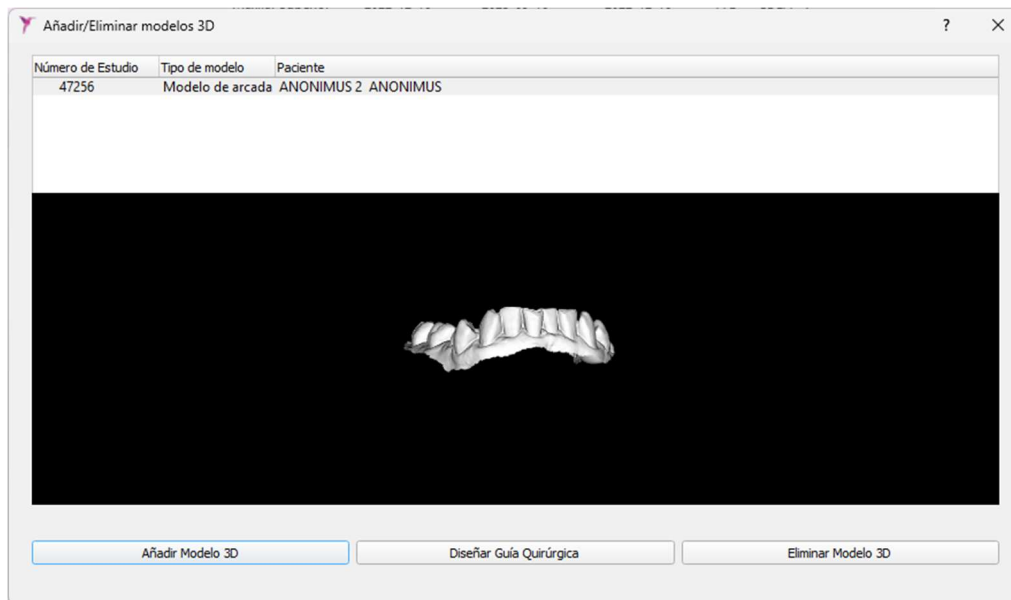 Añadir/Eliminar modelos 3D ?
Número de Estudio Tipo de modelo Paciente
47256 Modelo de arcada ANONIMUS 2 ANONIMUS
Añadir Modelo 3D Diseñar Guía Quirúrgica Eliminar Modelo 3D